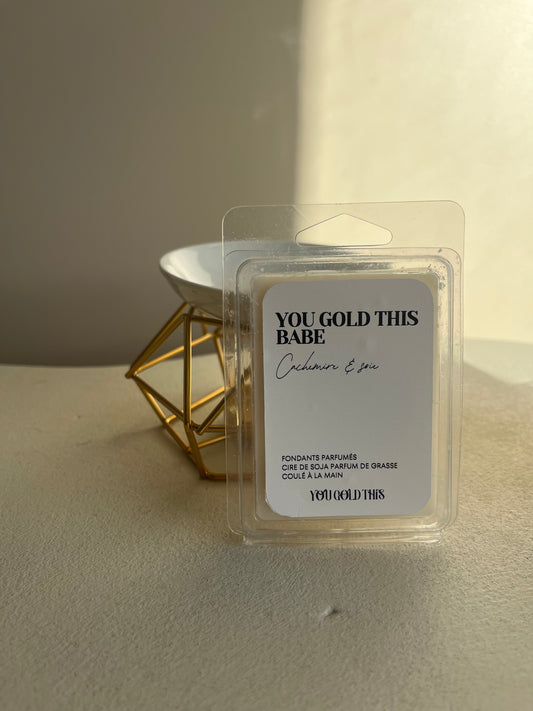 YOU GOLD THIS
BABE
Cachemire & soie
FONDANTS PARFUMÉS
CIRE DE SOJA PARFUM DE GRASSE
COULÉ À LA MAIN
YOU GOLD THIS